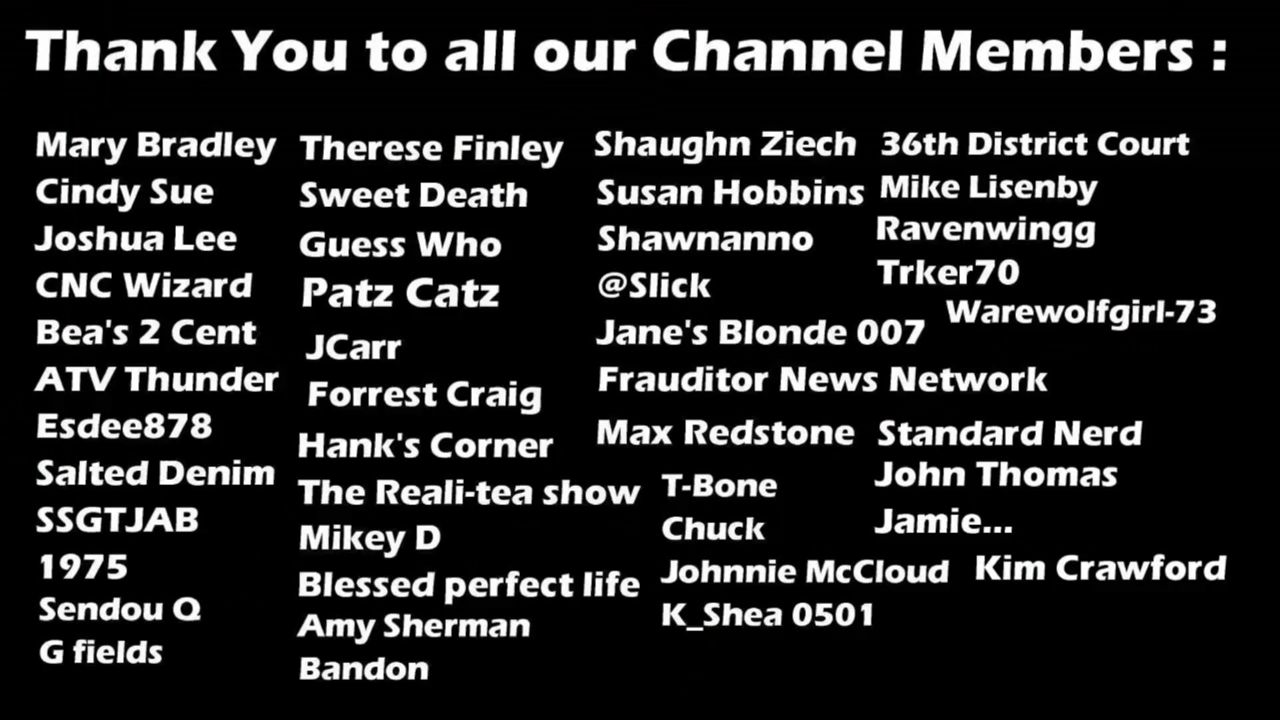 Thank You to all our Channel Members :
Mary Bradley
Cindy Sue
Joshua Lee
CNC Wizard
Bea's 2 Cent
ATV Thunder
Esdee878
Salted Denim
SSGTJAB
1975
Sendou Q
G fields
Therese Finley
Sweet Death
Guess Who
Patz Catz
JCarr
Forrest Craig
Hank's Corner
The Reali-tea show
Mikey D
Blessed perfect life
Amy Sherman
Bandon
Shaughn Ziech
Susan Hobbins
Shawnanno
@Slick
Jane's Blonde 007
Frauditor News Network
Max Redstone
T-Bone
Chuck
Johnnie McCloud
K_Shea 0501
36th District Court
Mike Lisenby
Ravenwingg
Trker70
Warewolfgirl-73
Standard Nerd
John Thomas
Jamie...
Kim Crawford